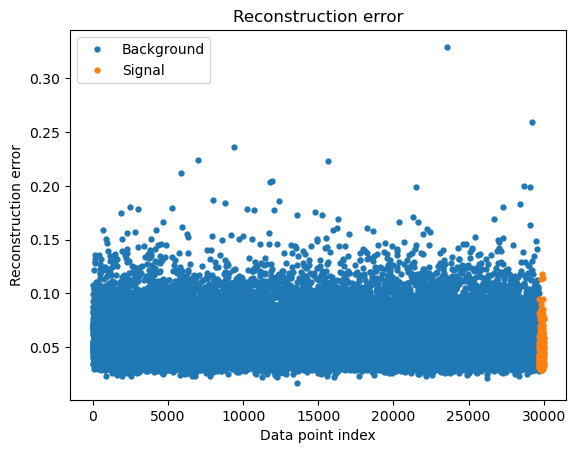 Reconstruction error
Background
Signal
Reconstruction error
0.30
0.25
0.20
0.15
0.10
0.05
0
5000
10000
15000
20000
25000
30000
Data point index